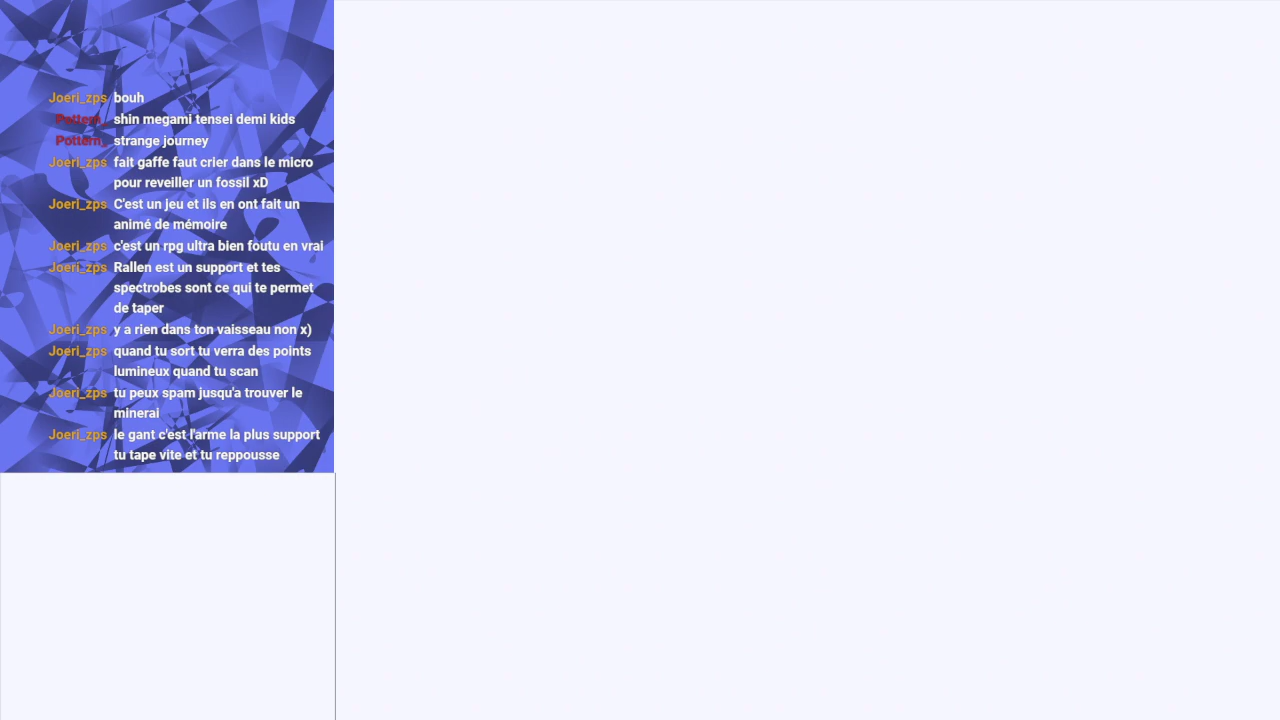 Joeri_zps bouh
Pottern_ shin megami tensei demi kids
Pottern_ strange journey
Joeri_zps fait gaffe faut crier dans le micro
pour reveiller un fossil xD
Joeri_zps C'est un jeu et ils en ont fait un
animé de mémoire
Joeri_zps c'est un rpg ultra bien foutu en vrai
Joeri_zps Rallen est un support et tes
spectrobes sont ce qui te permet
de taper
Joeri_zps y a rien dans ton vaisseau non x)
Joeri_zps quand tu sort tu verra des points
lumineux quand tu scan
Joeri_zps tu peux spam jusqu'a trouver le
minerai
Joeri_zps le gant c'est l'arme la plus support
tu tape vite et tu reppousse